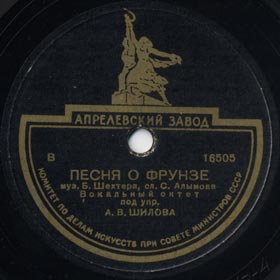 АПРЕЛЕВСКИЙ ЗАВОД
В 16505
ПЕСНЯ О ФРУНЗЕ
муз. Б. Шехтера, сл. С. Алымова
Вокальный октет
под упр.
А. В. ШИЛОВА
КОМИТЕТ ПО ДЕЛАМ ИСКУССТВ ПРИ СОВЕТЕ МИНИСТРОВ СССР